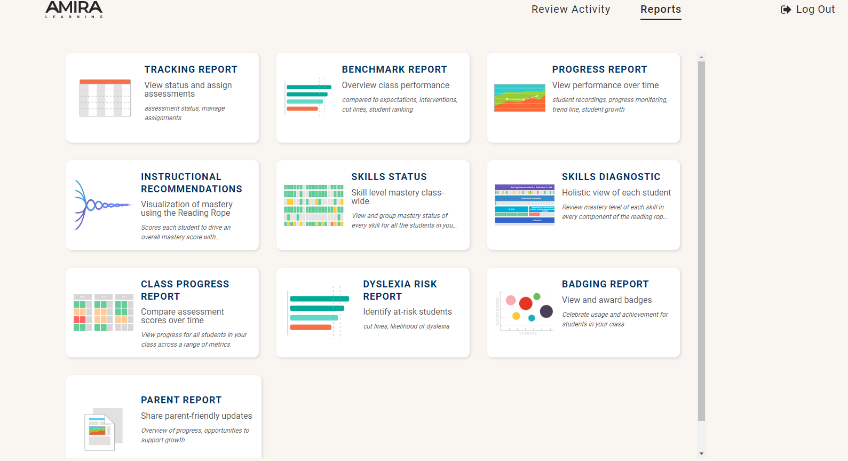 AMIRA
LEARNING
Review Activity
Reports
Log Out
TRACKING REPORT
View status and assign
assessments
assessment status, manage
assignments
BENCHMARK REPORT
Overview class performance
compared to expectations, interventions,
cut lines, student ranking
PROGRESS REPORT
View performance over time
student recordings, progress monitoring,
trend line, student growth
INSTRUCTIONAL
RECOMMENDATIONS
Visualization of mastery
using the Reading Rope
Scores each student to drive an
overall mastery score with..
SKILLS STATUS
Skill level mastery class-
wide
View and group mastery status of
every skill for all the students in you..
SKILLS DIAGNOSTIC
Holistic view of each student
Review mastery level of each skill in
every component of the reading rop..
CLASS PROGRESS
REPORT
Compare assessment
scores over time
View progress for all students in your
class across a range of metrics
DYSLEXIA RISK
REPORT
Identify at-risk students
cut lines, likelihood of dyslexia
BADGING REPORT
View and award badges
Celebrate usage and achievement for
students in your class
PARENT REPORT
Share parent-friendly updates
Overview of progress, opportunities to
support growth